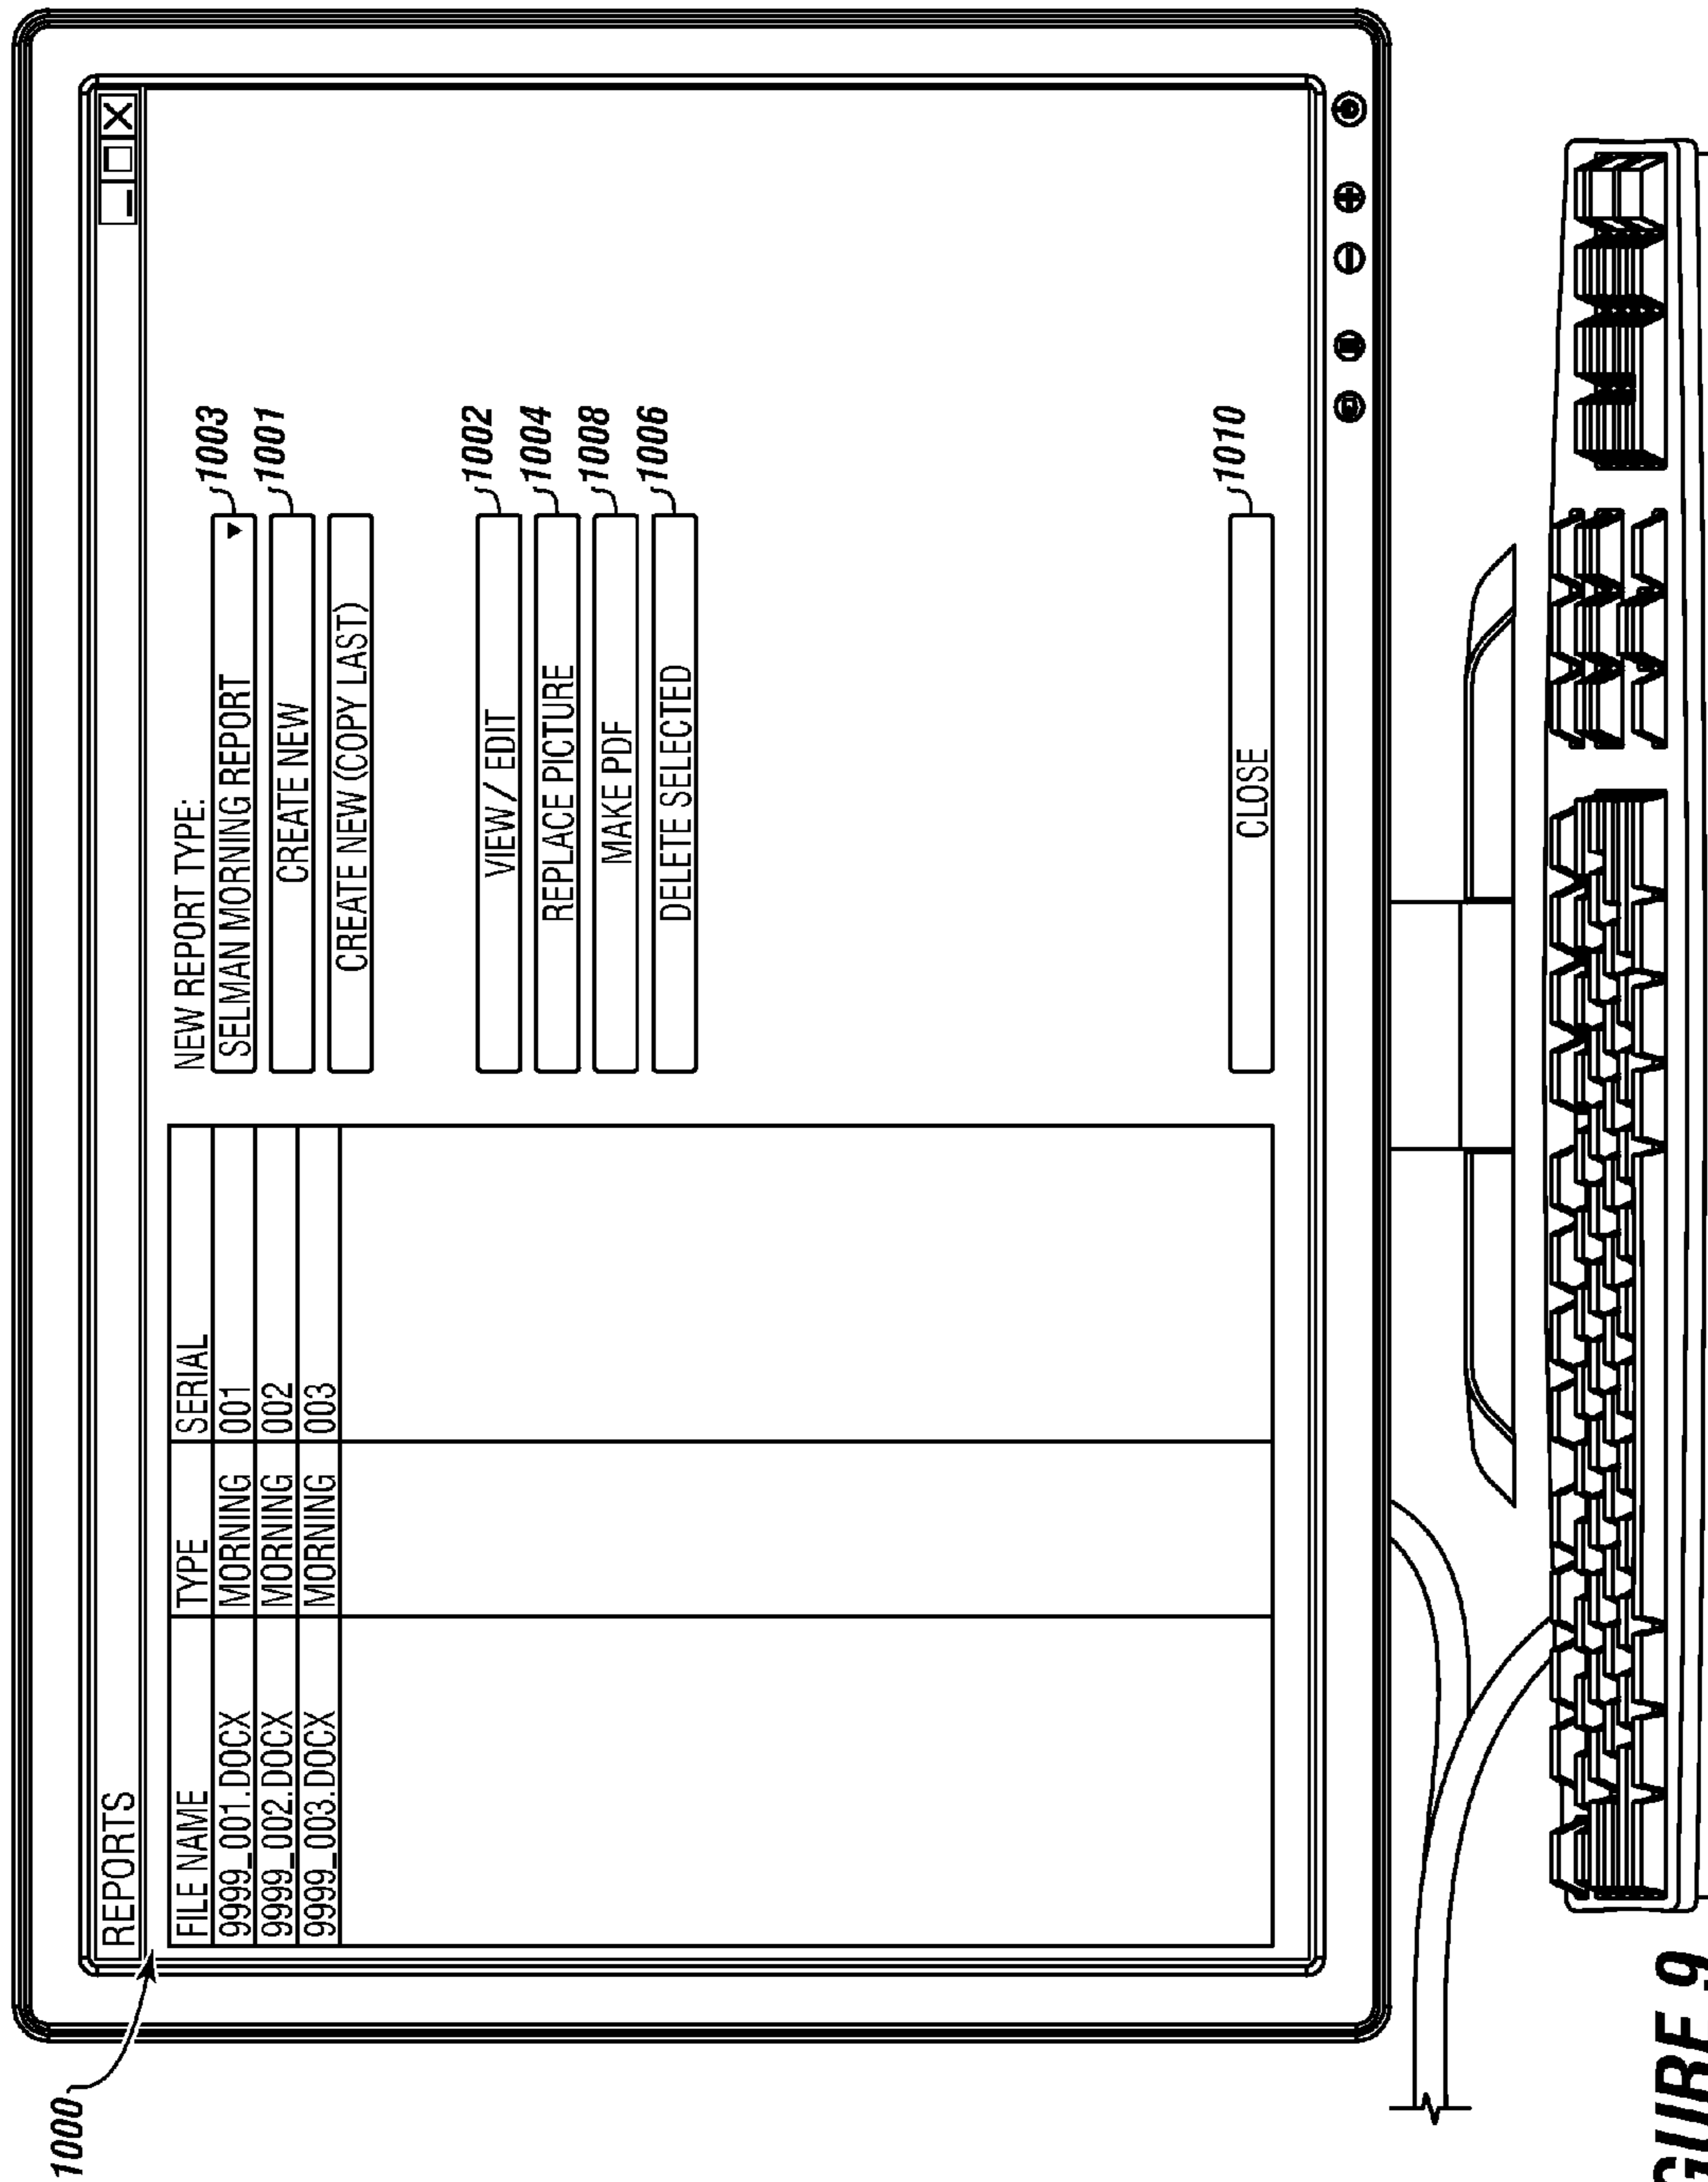 1000
REPORTS
FILE NAME TYPE SERIAL
9999_001.DOCX MORNING 001
9999_002.DOCX MORNING 002
9999_003.DOCX MORNING 003
NEW REPORT TYPE:
SELMAN MORNING REPORT 1003
CREATE NEW 1001
CREATE NEW (COPY LAST)
VIEW / EDIT 1002
REPLACE PICTURE 1004
MAKE PDF 1008
DELETE SELECTED 1006
CLOSE 1010
GURE 9